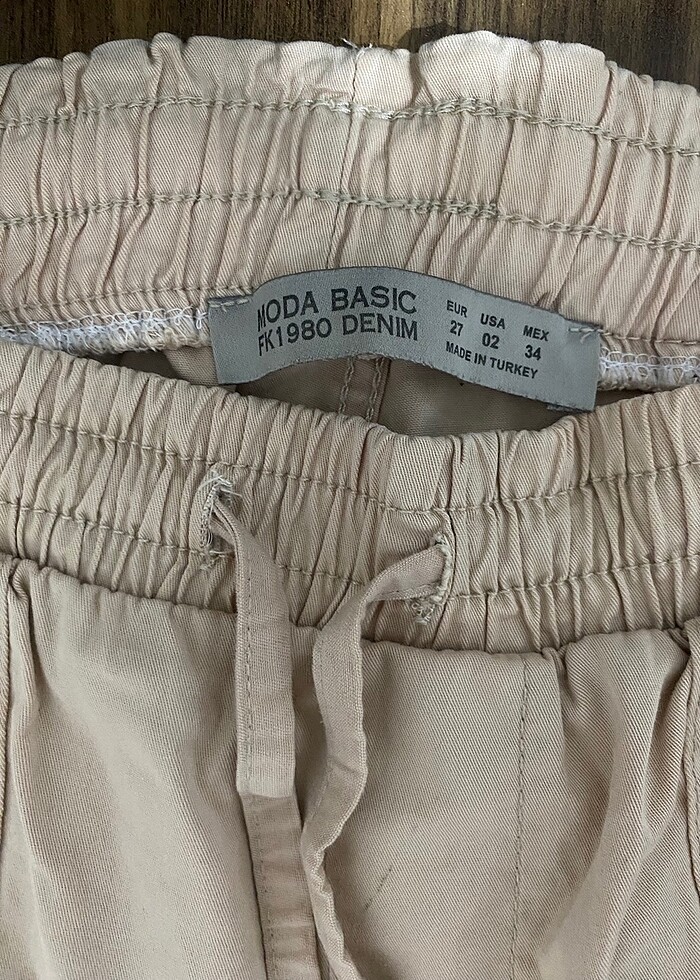 MODA BASIC
FK1980 DENIM
EUR USA MEX
27 02 34
MADE IN TURKEY